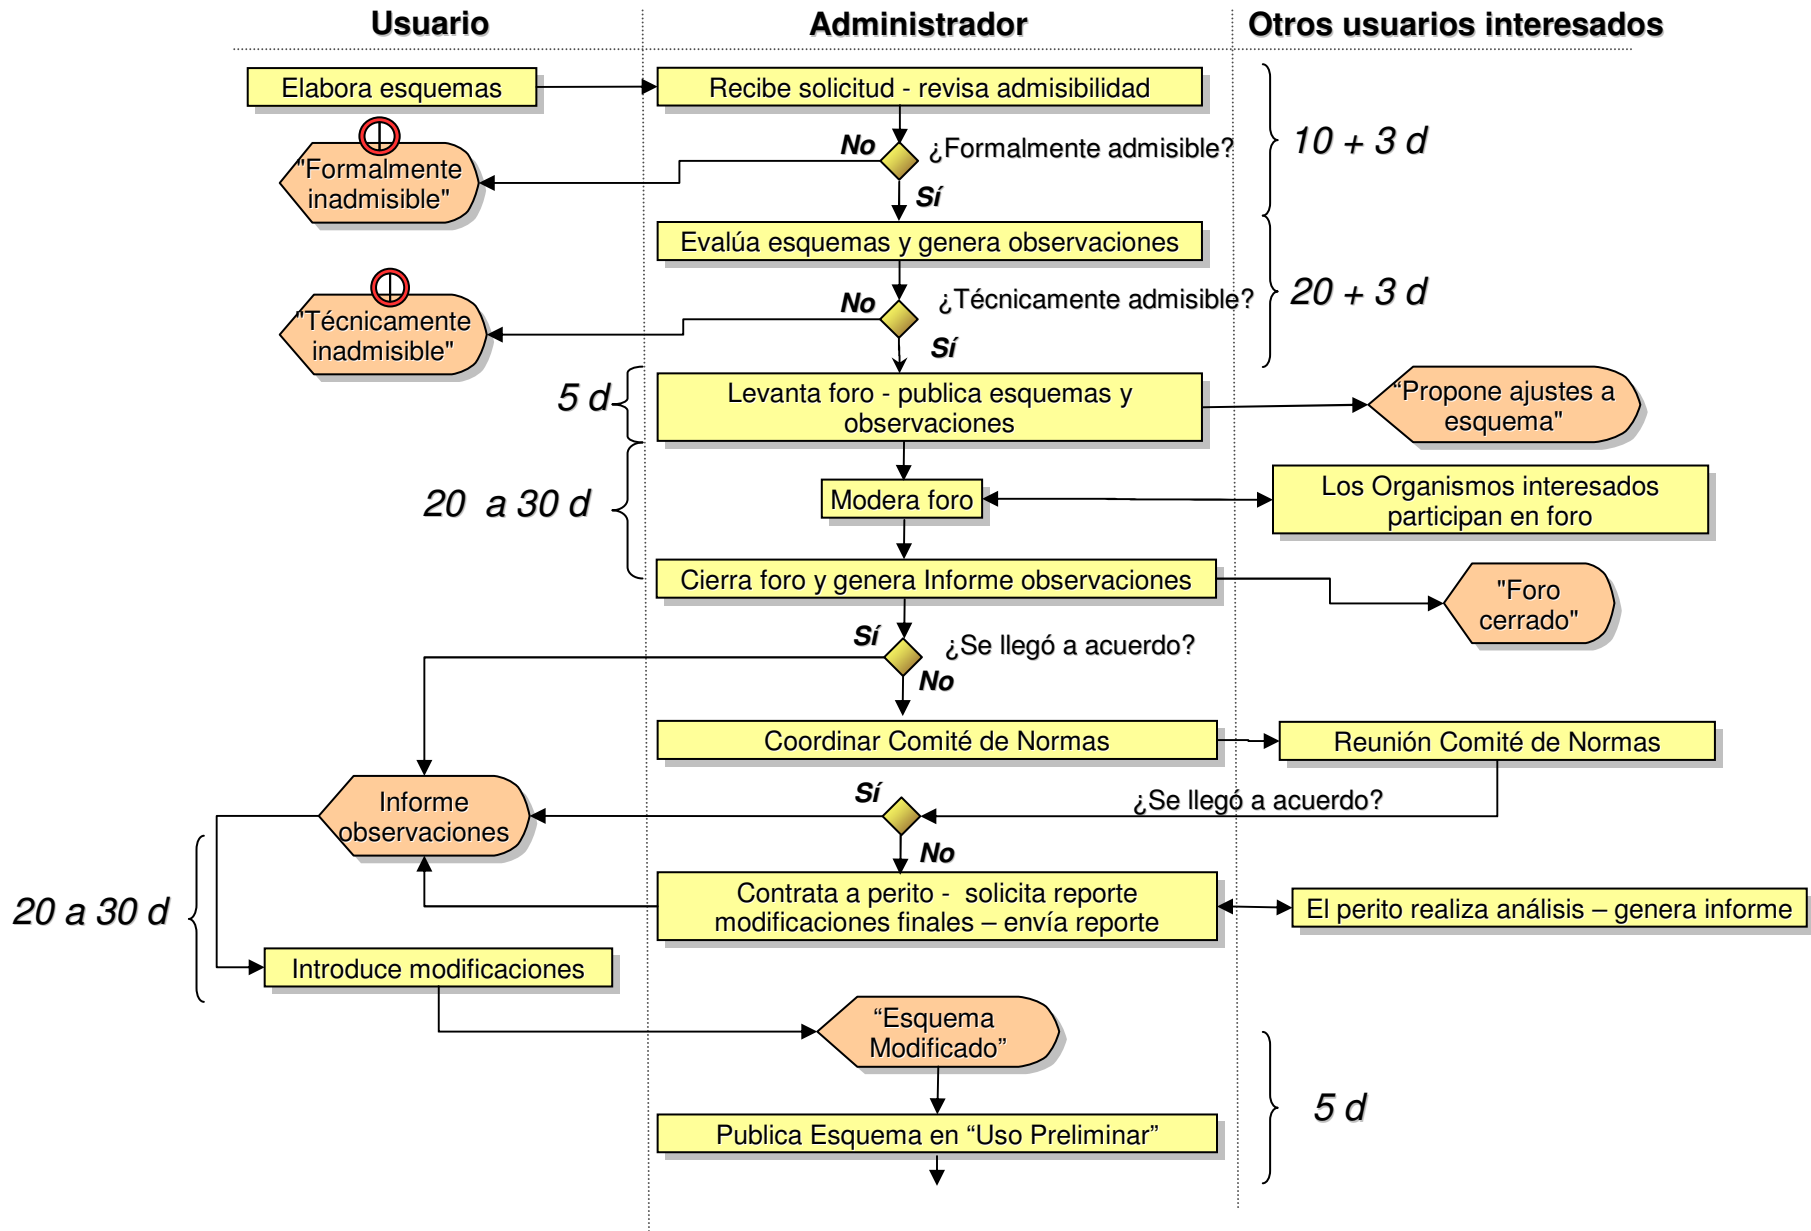 Usuario
Administrador
Otros usuarios interesados
Elabora esquemas
Recibe solicitud - revisa admisibilidad
10 + 3 d
No
¿Formalmente admisible?
"Formalmente
inadmisible"
Sí
Evalúa esquemas y genera observaciones
20 + 3 d
No
¿Técnicamente admisible?
"Técnicamente
inadmisible"
Sí
5 d
Levanta foro - publica esquemas y
observaciones
“Propone ajustes a
esquema"
20 a 30 d
Modera foro
Los Organismos interesados
participan en foro
Cierra foro y genera Informe observaciones
"Foro
cerrado"
Sí
¿Se llegó a acuerdo?
No
Coordinar Comité de Normas
Reunión Comité de Normas
Informe
observaciones
Sí
¿Se llegó a acuerdo?
No
20 a 30 d
Contrata a perito - solicita reporte
modificaciones finales – envía reporte
El perito realiza análisis – genera informe
Introduce modificaciones
“Esquema
Modificado”
5 d
Publica Esquema en “Uso Preliminar”